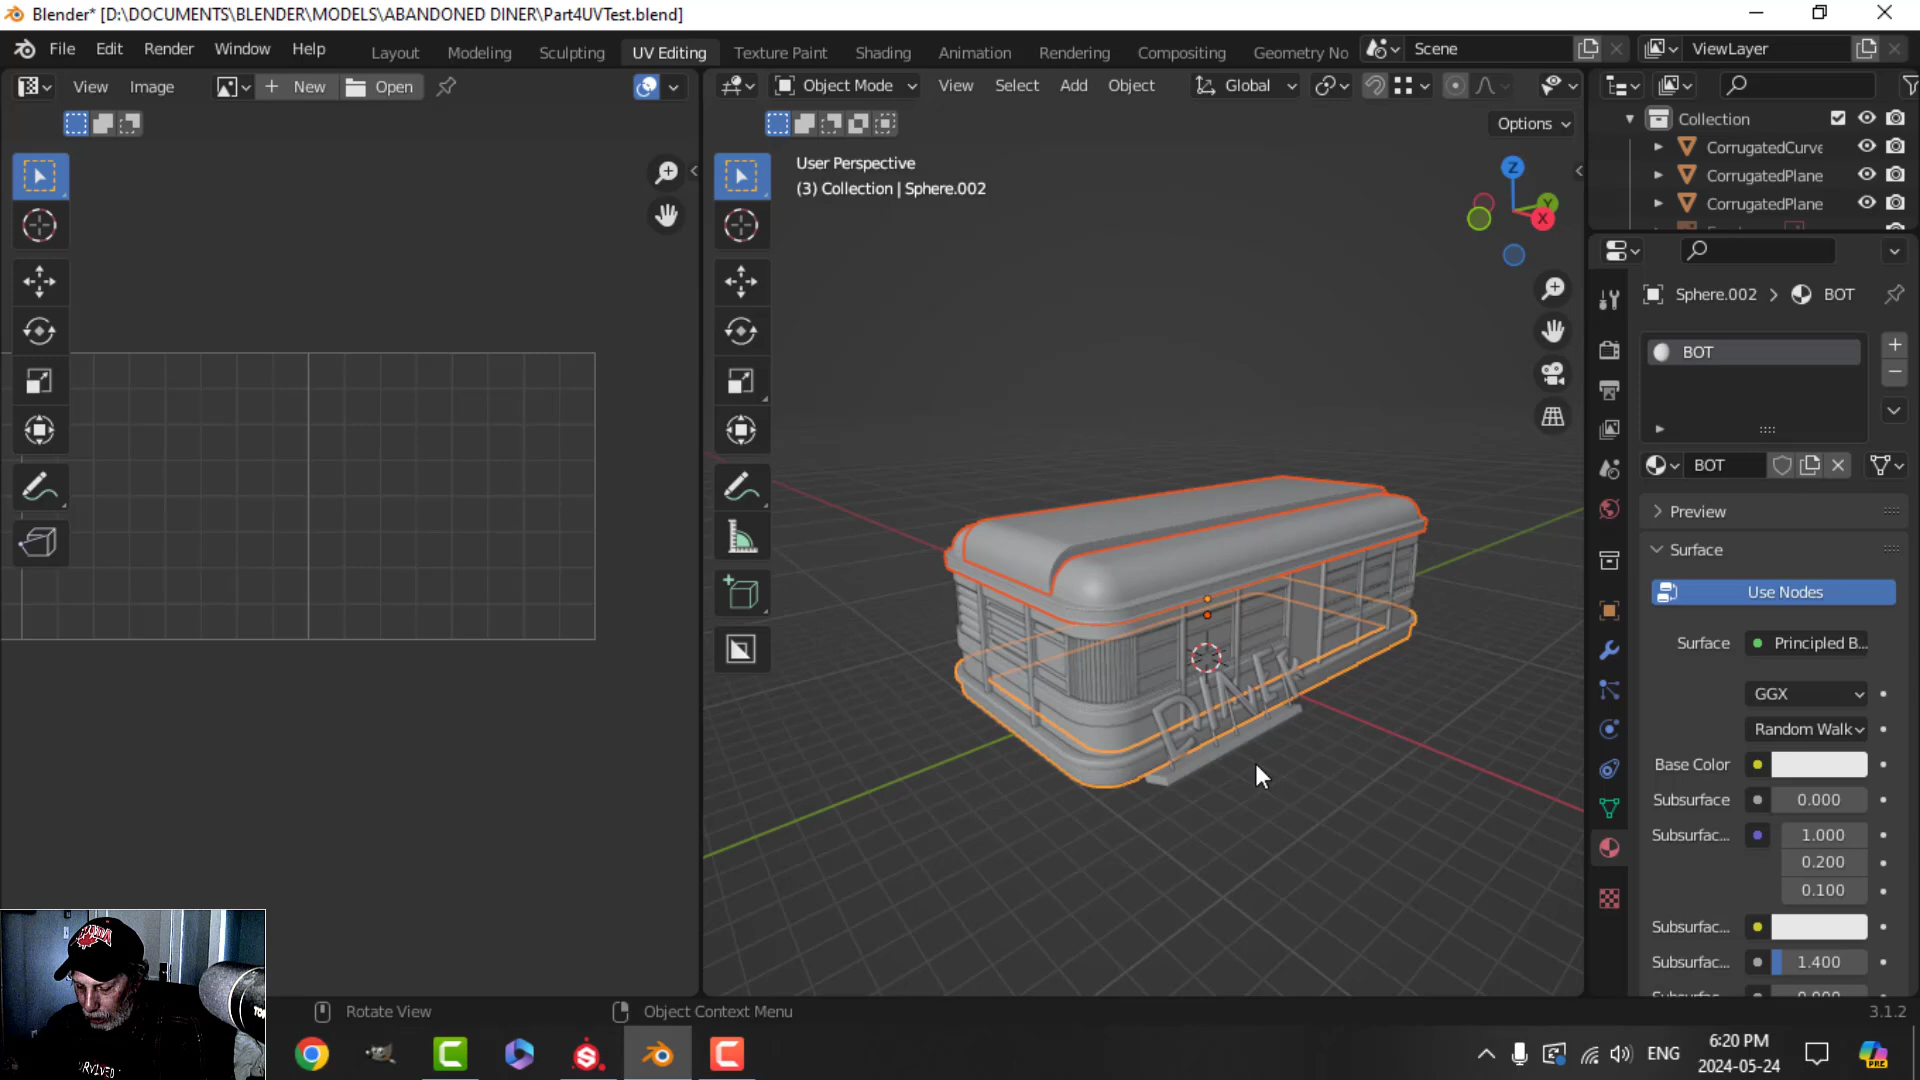 Blender* [D:\DOCUMENTS\BLENDER\MODELS\ABANDONED DINER\Part4UVTest.blend]
File Edit Render Window Help Layout Modeling Sculpting UV Editing Texture Paint Shading Animation Rendering Compositing Geometry No Scene ViewLayer
View Image New Open Object Mode View Select Add Object Global
Options
User Perspective
(3) Collection | Sphere.002
Z
Y
X
Collection
CorrugatedCurve
CorrugatedPlane
CorrugatedPlane
Sphere.002 > BOT
BOT
BOT
Preview
Surface
Use Nodes
Surface Principled B...
GGX
Random Walk
Base Color
Subsurface 0.000
Subsurfac... 1.000
0.200
0.100
Subsurfac...
Subsurfac... 1.400
DINER
CANADA
Rotate View Object Context Menu 3.1.2
ENG
6:20 PM
2024-05-24
PRE